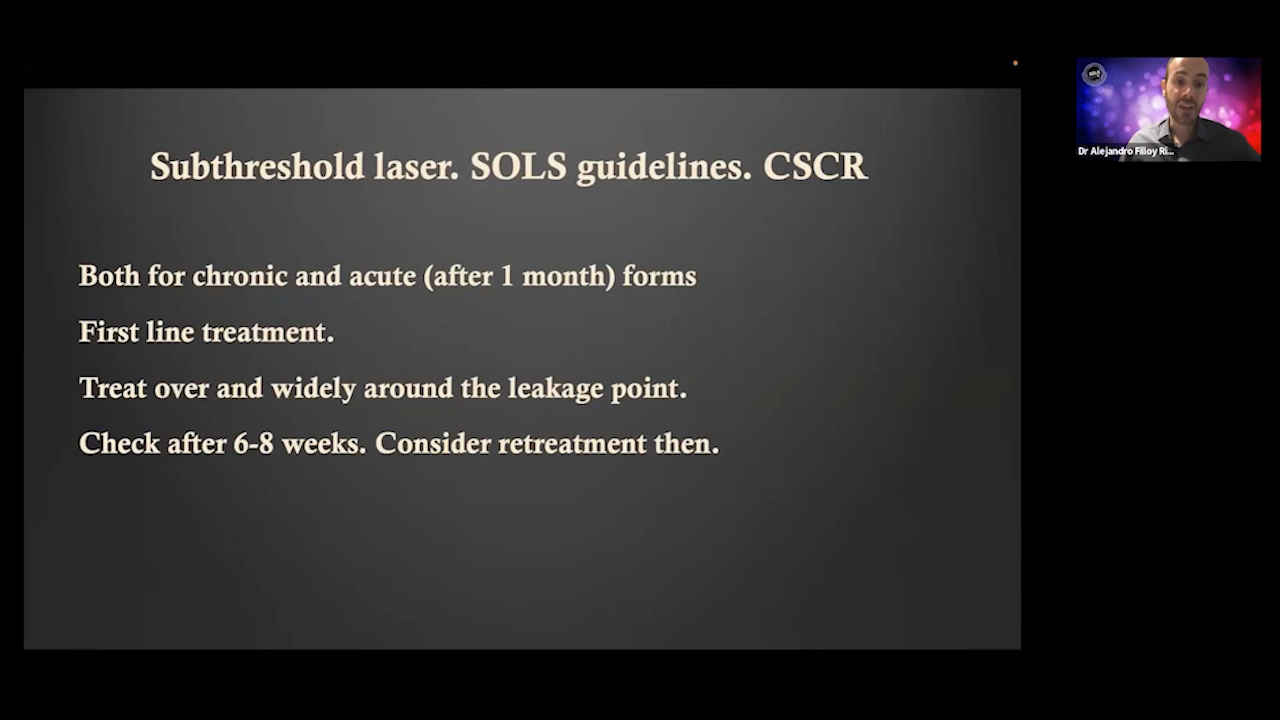 Subthreshold laser. SOLS guidelines. CSCR
Both for chronic and acute (after 1 month) forms
First line treatment.
Treat over and widely around the leakage point.
Check after 6-8 weeks. Consider retreatment then.
Dr Alejandro Filloy Ri...